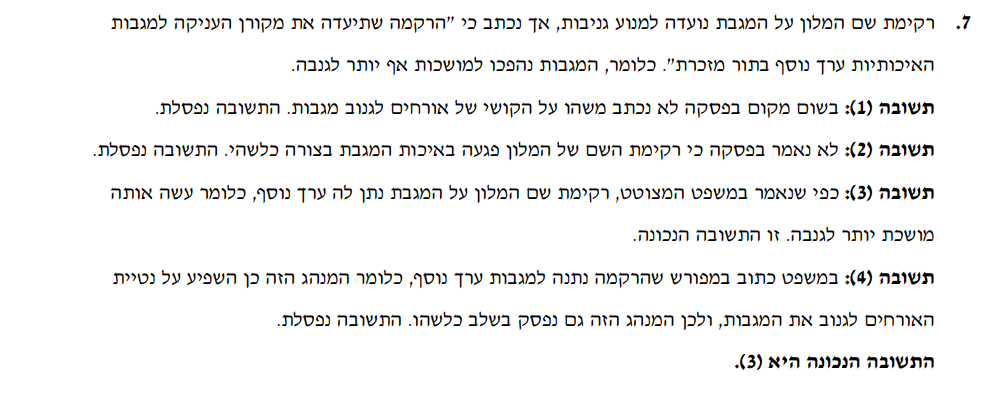 7. רקימת שם המלון על המגבת נועדה למנוע גניבות, אך נכתב כי "הרקמה שתיעדה את מקורן העניקה למגבות
האיכותיות ערך נוסף בתור מזכרת". כלומר, המגבות נהפכו למושכות אף יותר לגנבה.
תשובה (1): בשום מקום בפסקה לא נכתב משהו על הקושי של אורחים לגנוב מגבות. התשובה נפסלת.
תשובה (2): לא נאמר בפסקה כי רקימת השם של המלון פגעה באיכות המגבת בצורה כלשהי. התשובה נפסלת.
תשובה (3): כפי שנאמר במשפט המצוטט, רקימת שם המלון על המגבת נתן לה ערך נוסף, כלומר עשה אותה
מושכת יותר לגנבה. זו התשובה הנכונה.
תשובה (4): במשפט כתוב במפורש שהרקמה נתנה למגבות ערך נוסף, כלומר המנהג הזה כן השפיע על נטיית
האורחים לגנוב את המגבות, ולכן המנהג הזה גם נפסק בשלב כלשהו. התשובה נפסלת.
התשובה הנכונה היא (3).